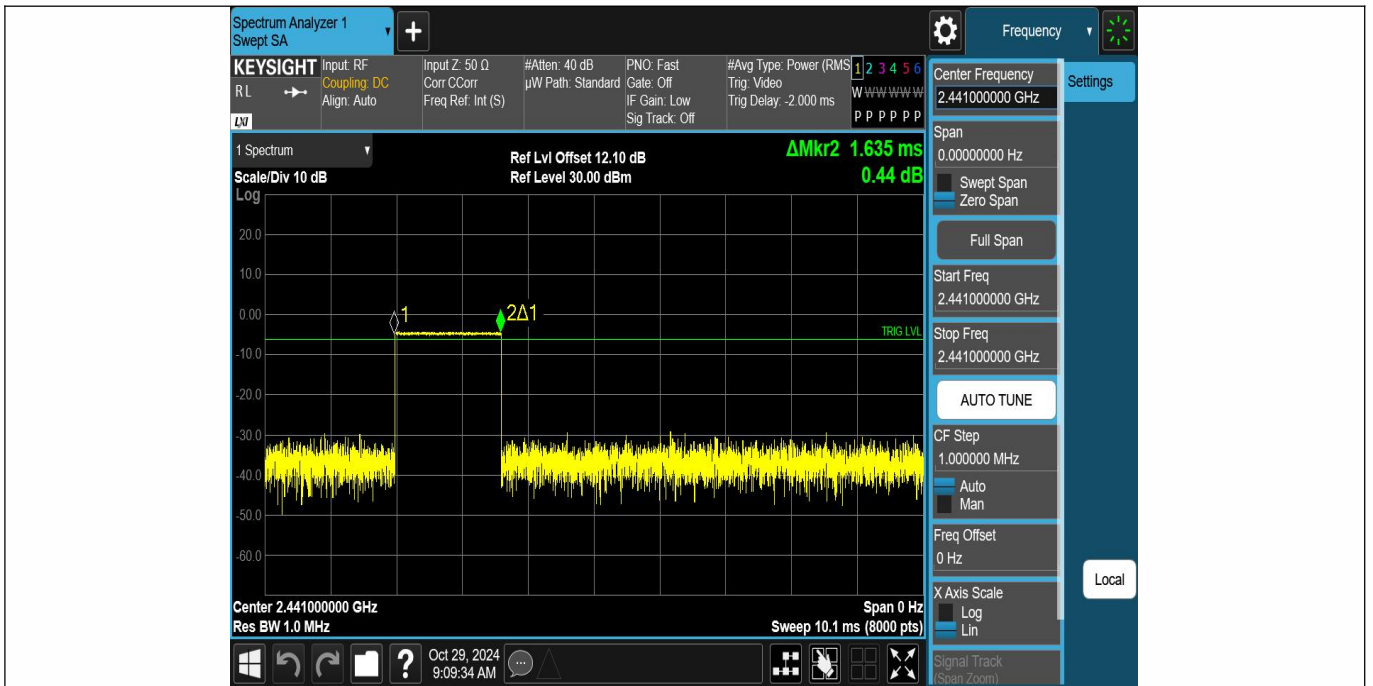 Spectrum Analyzer 1
Swept SA
+
Frequency
KEYSIGHT
RL
LXI
Input: RF
Coupling: DC
Align: Auto
Input Z: 50 Ω
Corr CCorr
Freq Ref: Int (S)
#Atten: 40 dB
µW Path: Standard
PNO: Fast
Gate: Off
IF Gain: Low
Sig Track: Off
#Avg Type: Power (RMS
Trig: Video
Trig Delay: -2.000 ms
1 2 3 4 5 6
W W W W W W
P P P P P P
1 Spectrum
Scale/Div 10 dB
Ref Lvl Offset 12.10 dB
Ref Level 30.00 dBm
ΔMkr2 1.635 ms
0.44 dB
Log
20.0
10.0
0.00
-10.0
-20.0
-30.0
-40.0
-50.0
-60.0
1
2Δ1
TRIG LVL
Center 2.441000000 GHz
Res BW 1.0 MHz
Span 0 Hz
Sweep 10.1 ms (8000 pts)
Center Frequency
2.441000000 GHz
Settings
Span
0.00000000 Hz
Swept Span
Zero Span
Full Span
Start Freq
2.441000000 GHz
Stop Freq
2.441000000 GHz
AUTO TUNE
CF Step
1.000000 MHz
Auto
Man
Freq Offset
0 Hz
X Axis Scale
Log
Lin
Local
Signal Track
(Span Zoom)
?
Oct 29, 2024
9:09:34 AM